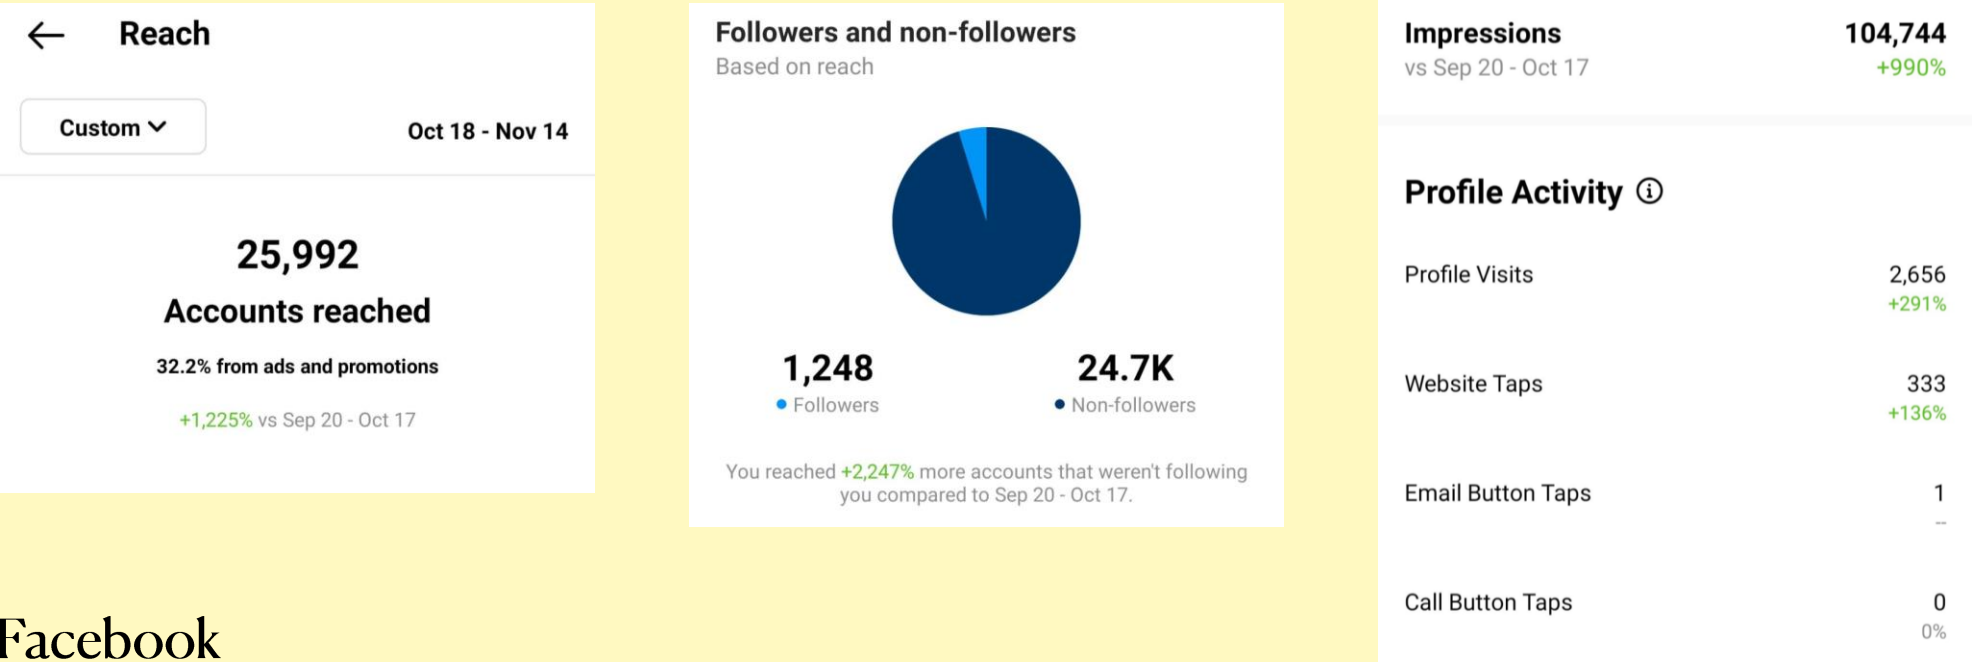 Reach
Custom
Oct 18 - Nov 14
25,992
Accounts reached
32.2% from ads and promotions
+1,225% vs Sep 20 - Oct 17
Followers and non-followers
Based on reach
1,248
Followers
24.7K
Non-followers
You reached +2,247% more accounts that weren't following
you compared to Sep 20 - Oct 17.
Impressions 104,744
vs Sep 20 - Oct 17 +990%
Profile Activity
Profile Visits 2,656
+291%
Website Taps 333
+136%
Email Button Taps 1
--
Call Button Taps 0
0%
Facebook